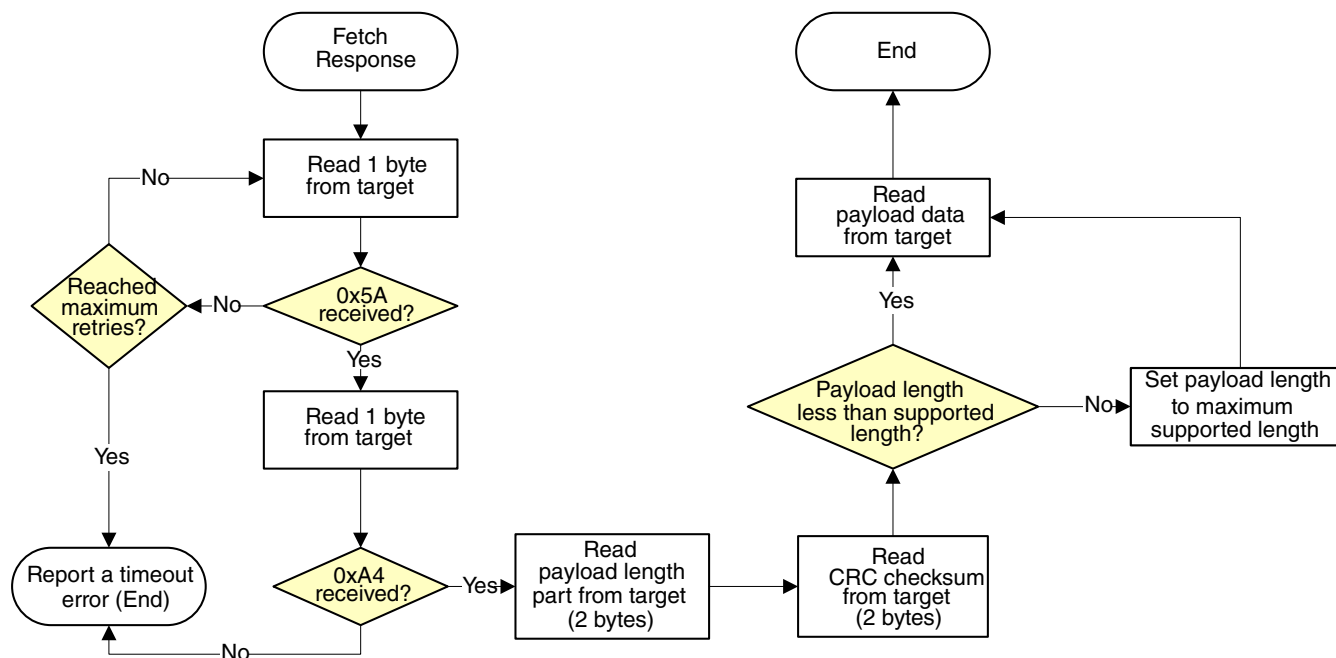 Fetch
Response
End
Read 1 byte
from target
No
Read
payload data
from target
Reached
maximum
retries?
No
0x5A
received?
Yes
Yes
Read 1 byte
from target
Payload length
less than supported
length?
No
Set payload length
to maximum
supported length
Yes
Report a timeout
error (End)
0xA4
received?
Yes
Read
payload length
part from target
(2 bytes)
Read
CRC checksum
from target
(2 bytes)
No